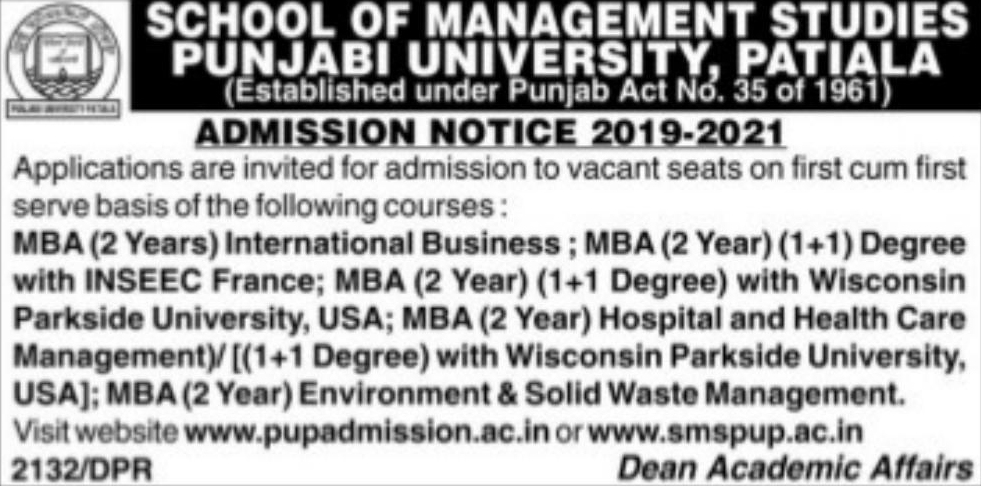 SCHOOL OF MANAGEMENT STUDIES
PUNJABI UNIVERSITY, PATIALA
(Established under Punjab Act No. 35 of 1961)
PUNJABI UNIVERSITY PATIALA
ADMISSION NOTICE 2019-2021
Applications are invited for admission to vacant seats on first cum first
serve basis of the following courses :
MBA (2 Years) International Business ; MBA (2 Year) (1+1) Degree
with INSEEC France; MBA (2 Year) (1+1 Degree) with Wisconsin
Parkside University, USA; MBA (2 Year) Hospital and Health Care
Management)/ [(1+1 Degree) with Wisconsin Parkside University,
USA]; MBA (2 Year) Environment & Solid Waste Management.
Visit website www.pupadmission.ac.in or www.smspup.ac.in
2132/DPR Dean Academic Affairs